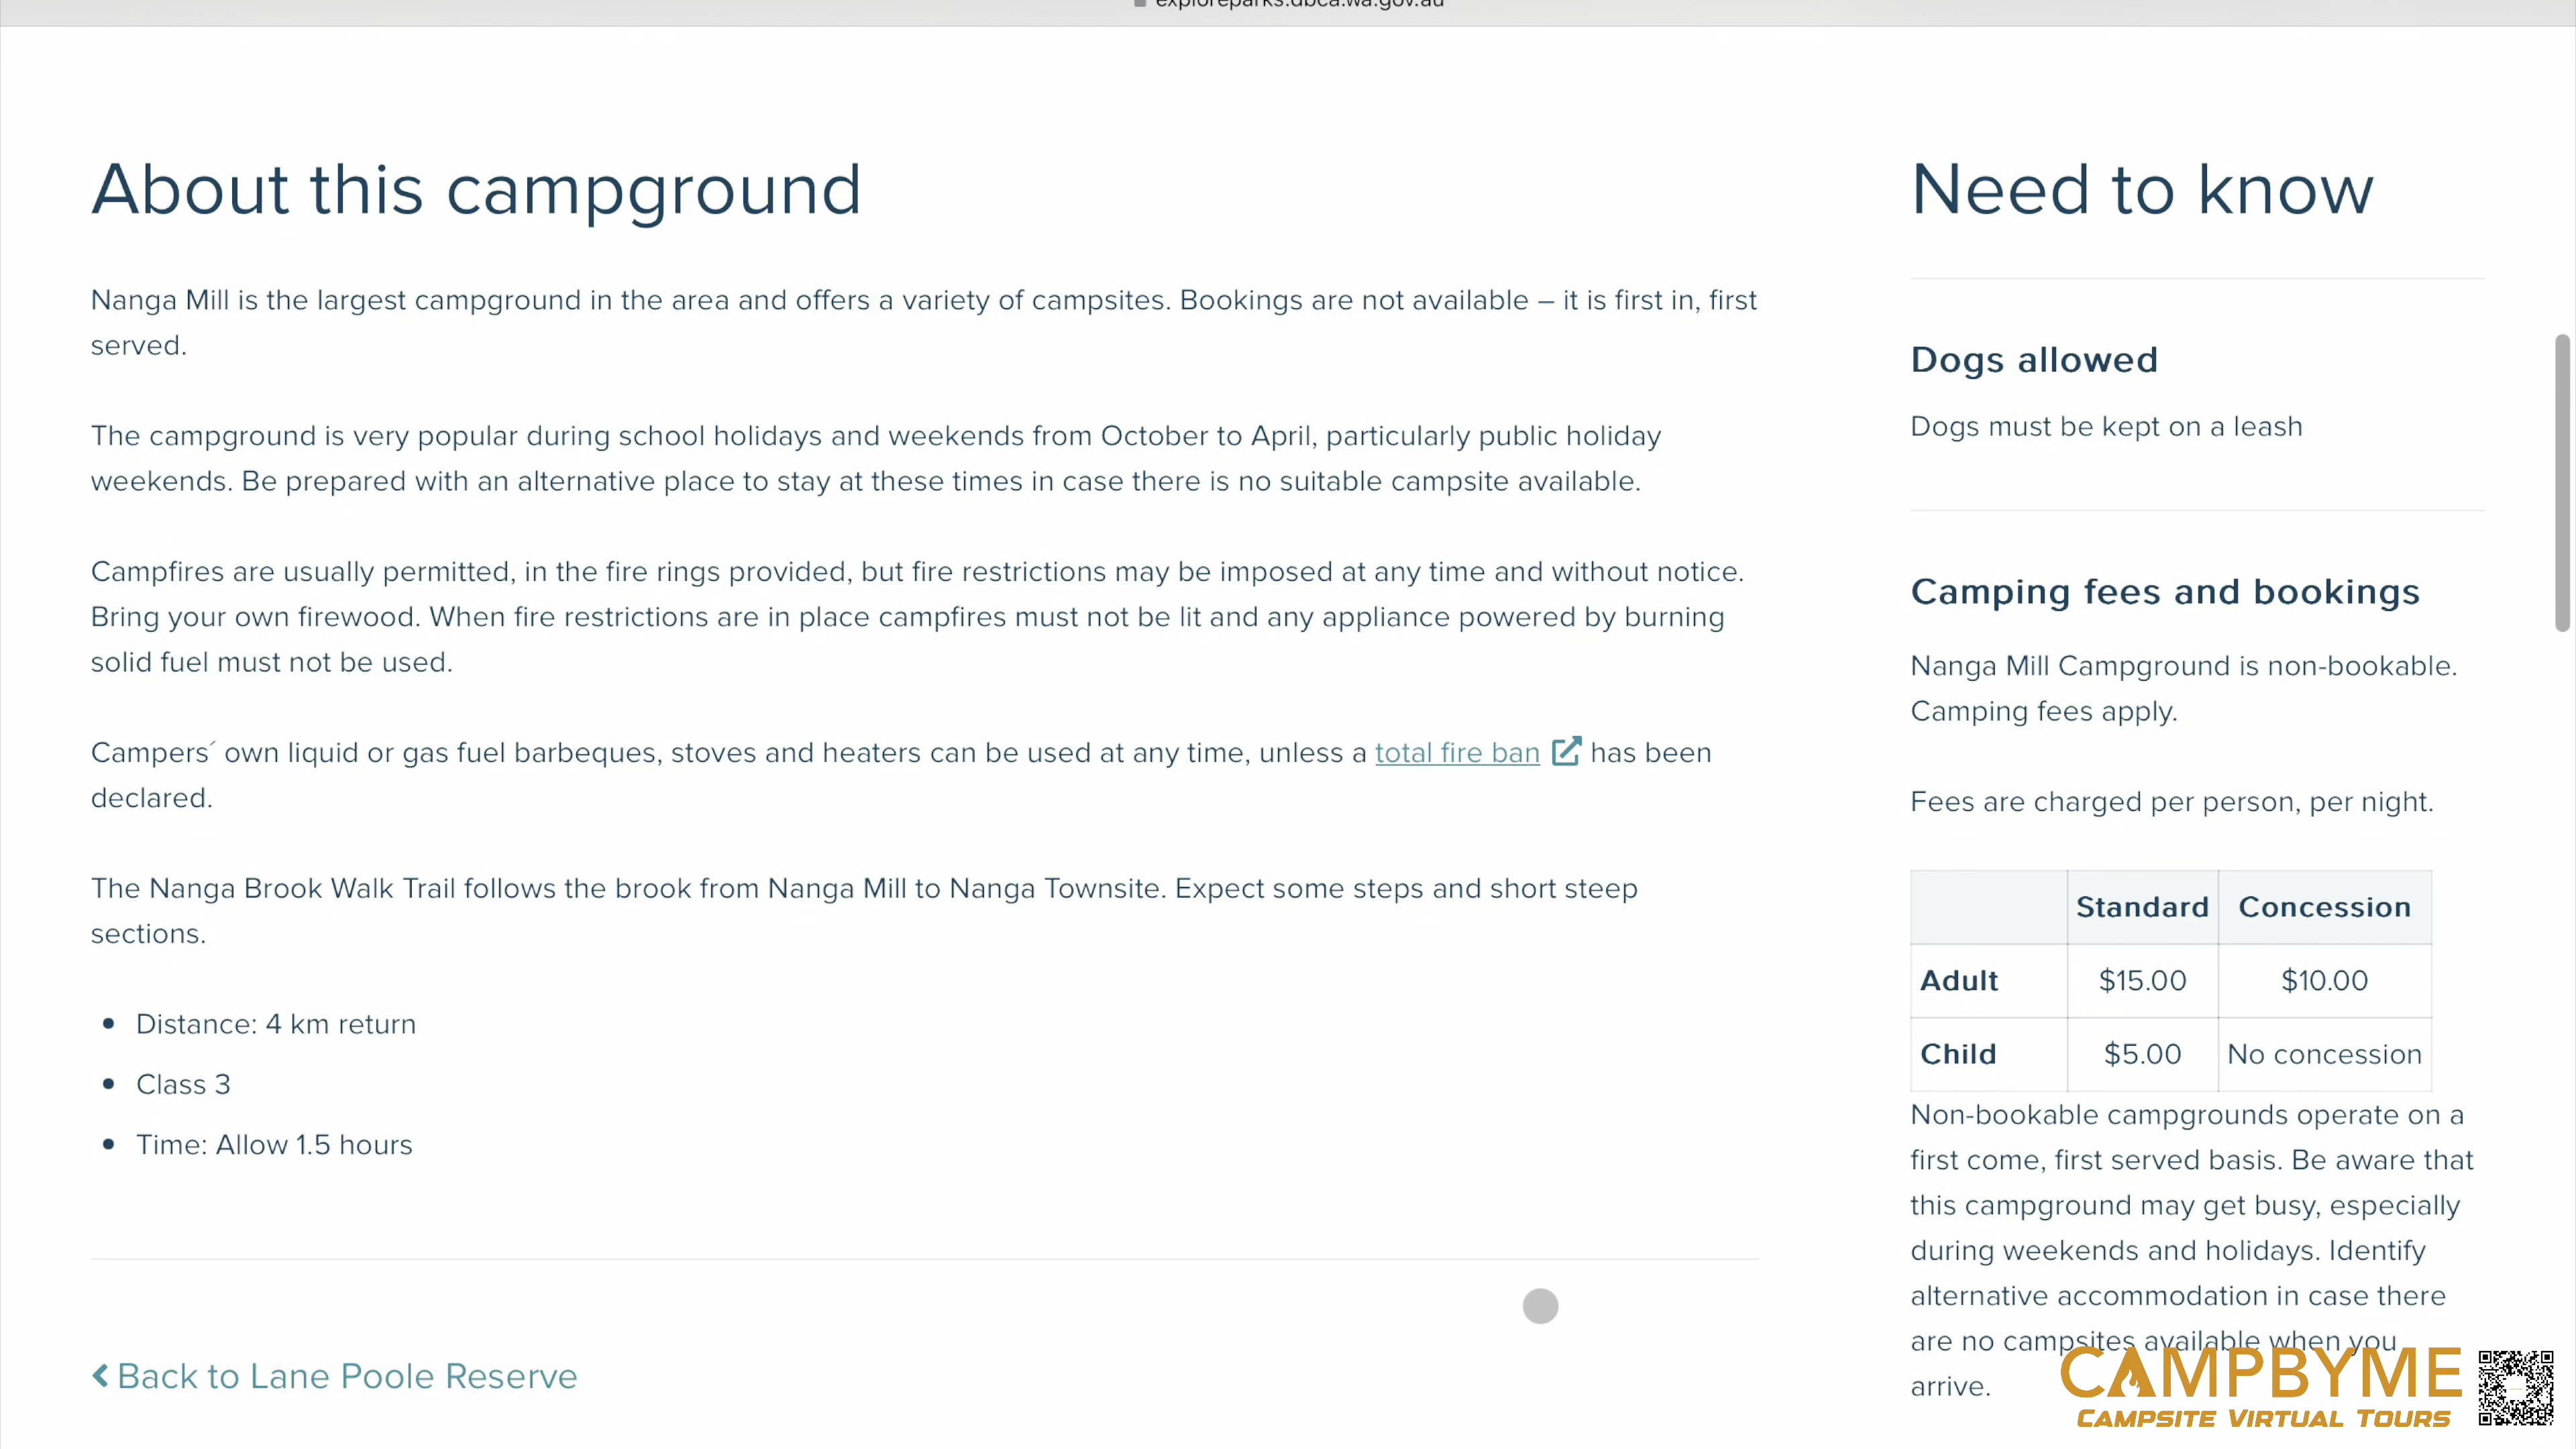 exploreparks.dbca.wa.gov.au
About this campground
Nanga Mill is the largest campground in the area and offers a variety of campsites. Bookings are not available – it is first in, first
served.
The campground is very popular during school holidays and weekends from October to April, particularly public holiday
weekends. Be prepared with an alternative place to stay at these times in case there is no suitable campsite available.
Campfires are usually permitted, in the fire rings provided, but fire restrictions may be imposed at any time and without notice.
Bring your own firewood. When fire restrictions are in place campfires must not be lit and any appliance powered by burning
solid fuel must not be used.
Campers´ own liquid or gas fuel barbeques, stoves and heaters can be used at any time, unless a total fire ban has been
declared.
The Nanga Brook Walk Trail follows the brook from Nanga Mill to Nanga Townsite. Expect some steps and short steep
sections.
• Distance: 4 km return
• Class 3
• Time: Allow 1.5 hours
Back to Lane Poole Reserve
Need to know
Dogs allowed
Dogs must be kept on a leash
Camping fees and bookings
Nanga Mill Campground is non-bookable.
Camping fees apply.
Fees are charged per person, per night.
Standard Concession
Adult $15.00 $10.00
Child $5.00 No concession
Non-bookable campgrounds operate on a
first come, first served basis. Be aware that
this campground may get busy, especially
during weekends and holidays. Identify
alternative accommodation in case there
are no campsites available when you
arrive.
CAMPBYME
CAMPSITE VIRTUAL TOURS